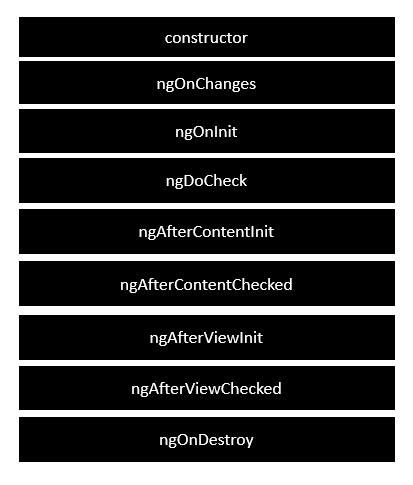 constructor
ngOnChanges
ngOnInit
ngDoCheck
ngAfterContentInit
ngAfterContentChecked
ngAfterViewInit
ngAfterViewChecked
ngOnDestroy